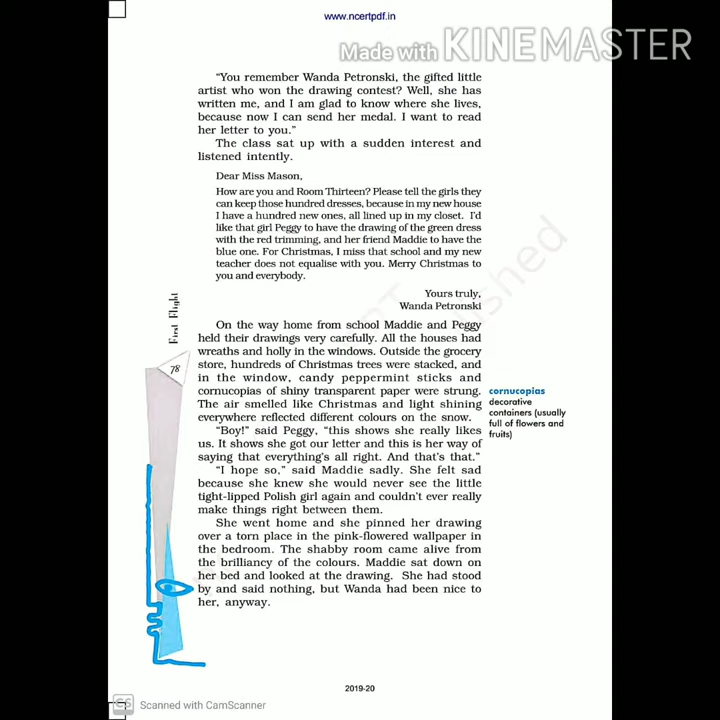 www.ncertpdf.in
Made with KINEMASTER
“You remember Wanda Petronski, the gifted little
artist who won the drawing contest? Well, she has
written me, and I am glad to know where she lives,
because now I can send her medal. I want to read
her letter to you.”
The class sat up with a sudden interest and
listened intently.
Dear Miss Mason,
How are you and Room Thirteen? Please tell the girls they
can keep those hundred dresses, because in my new house
I have a hundred new ones, all lined up in my closet. I’d
like that girl Peggy to have the drawing of the green dress
with the red trimming, and her friend Maddie to have the
blue one. For Christmas, I miss that school and my new
teacher does not equalise with you. Merry Christmas to
you and everybody.
Yours truly,
Wanda Petronski
On the way home from school Maddie and Peggy
held their drawings very carefully. All the houses had
wreaths and holly in the windows. Outside the grocery
store, hundreds of Christmas trees were stacked, and
in the window, candy peppermint sticks and
cornucopias of shiny transparent paper were strung.
The air smelled like Christmas and light shining
everywhere reflected different colours on the snow.
“Boy!” said Peggy, “this shows she really likes
us. It shows she got our letter and this is her way of
saying that everything’s all right. And that’s that.”
“I hope so,” said Maddie sadly. She felt sad
because she knew she would never see the little
tight-lipped Polish girl again and couldn’t ever really
make things right between them.
She went home and she pinned her drawing
over a torn place in the pink-flowered wallpaper in
the bedroom. The shabby room came alive from
the brilliancy of the colours. Maddie sat down on
her bed and looked at the drawing. She had stood
by and said nothing, but Wanda had been nice to
her, anyway.
cornucopias
decorative
containers (usually
full of flowers and
fruits)
First Flight
78
2019-20
CS Scanned with CamScanner